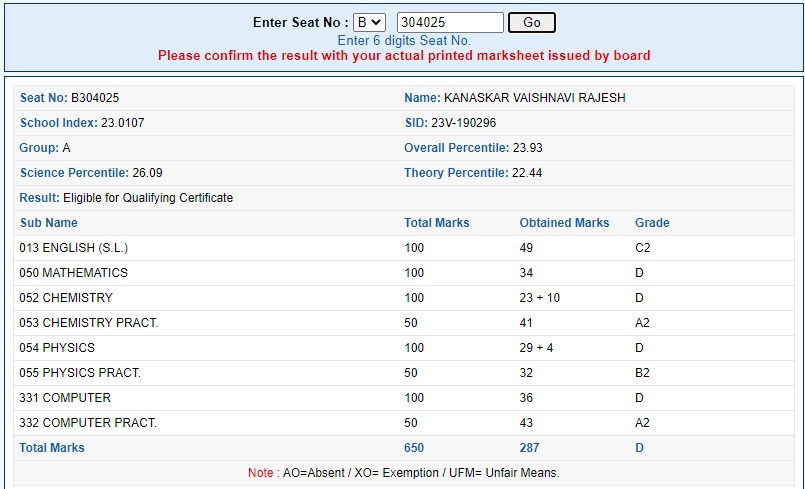 Enter Seat No : B 304025 Go
Enter 6 digits Seat No.
Please confirm the result with your actual printed marksheet issued by board
Seat No: B304025 Name: KANASKAR VAISHNAVI RAJESH
School Index: 23.0107 SID: 23V-190296
Group: A Overall Percentile: 23.93
Science Percentile: 26.09 Theory Percentile: 22.44
Result: Eligible for Qualifying Certificate
Sub Name Total Marks Obtained Marks Grade
013 ENGLISH (S.L.) 100 49 C2
050 MATHEMATICS 100 34 D
052 CHEMISTRY 100 23 + 10 D
053 CHEMISTRY PRACT. 50 41 A2
054 PHYSICS 100 29 + 4 D
055 PHYSICS PRACT. 50 32 B2
331 COMPUTER 100 36 D
332 COMPUTER PRACT. 50 43 A2
Total Marks 650 287 D
Note : AO=Absent / XO= Exemption / UFM= Unfair Means.